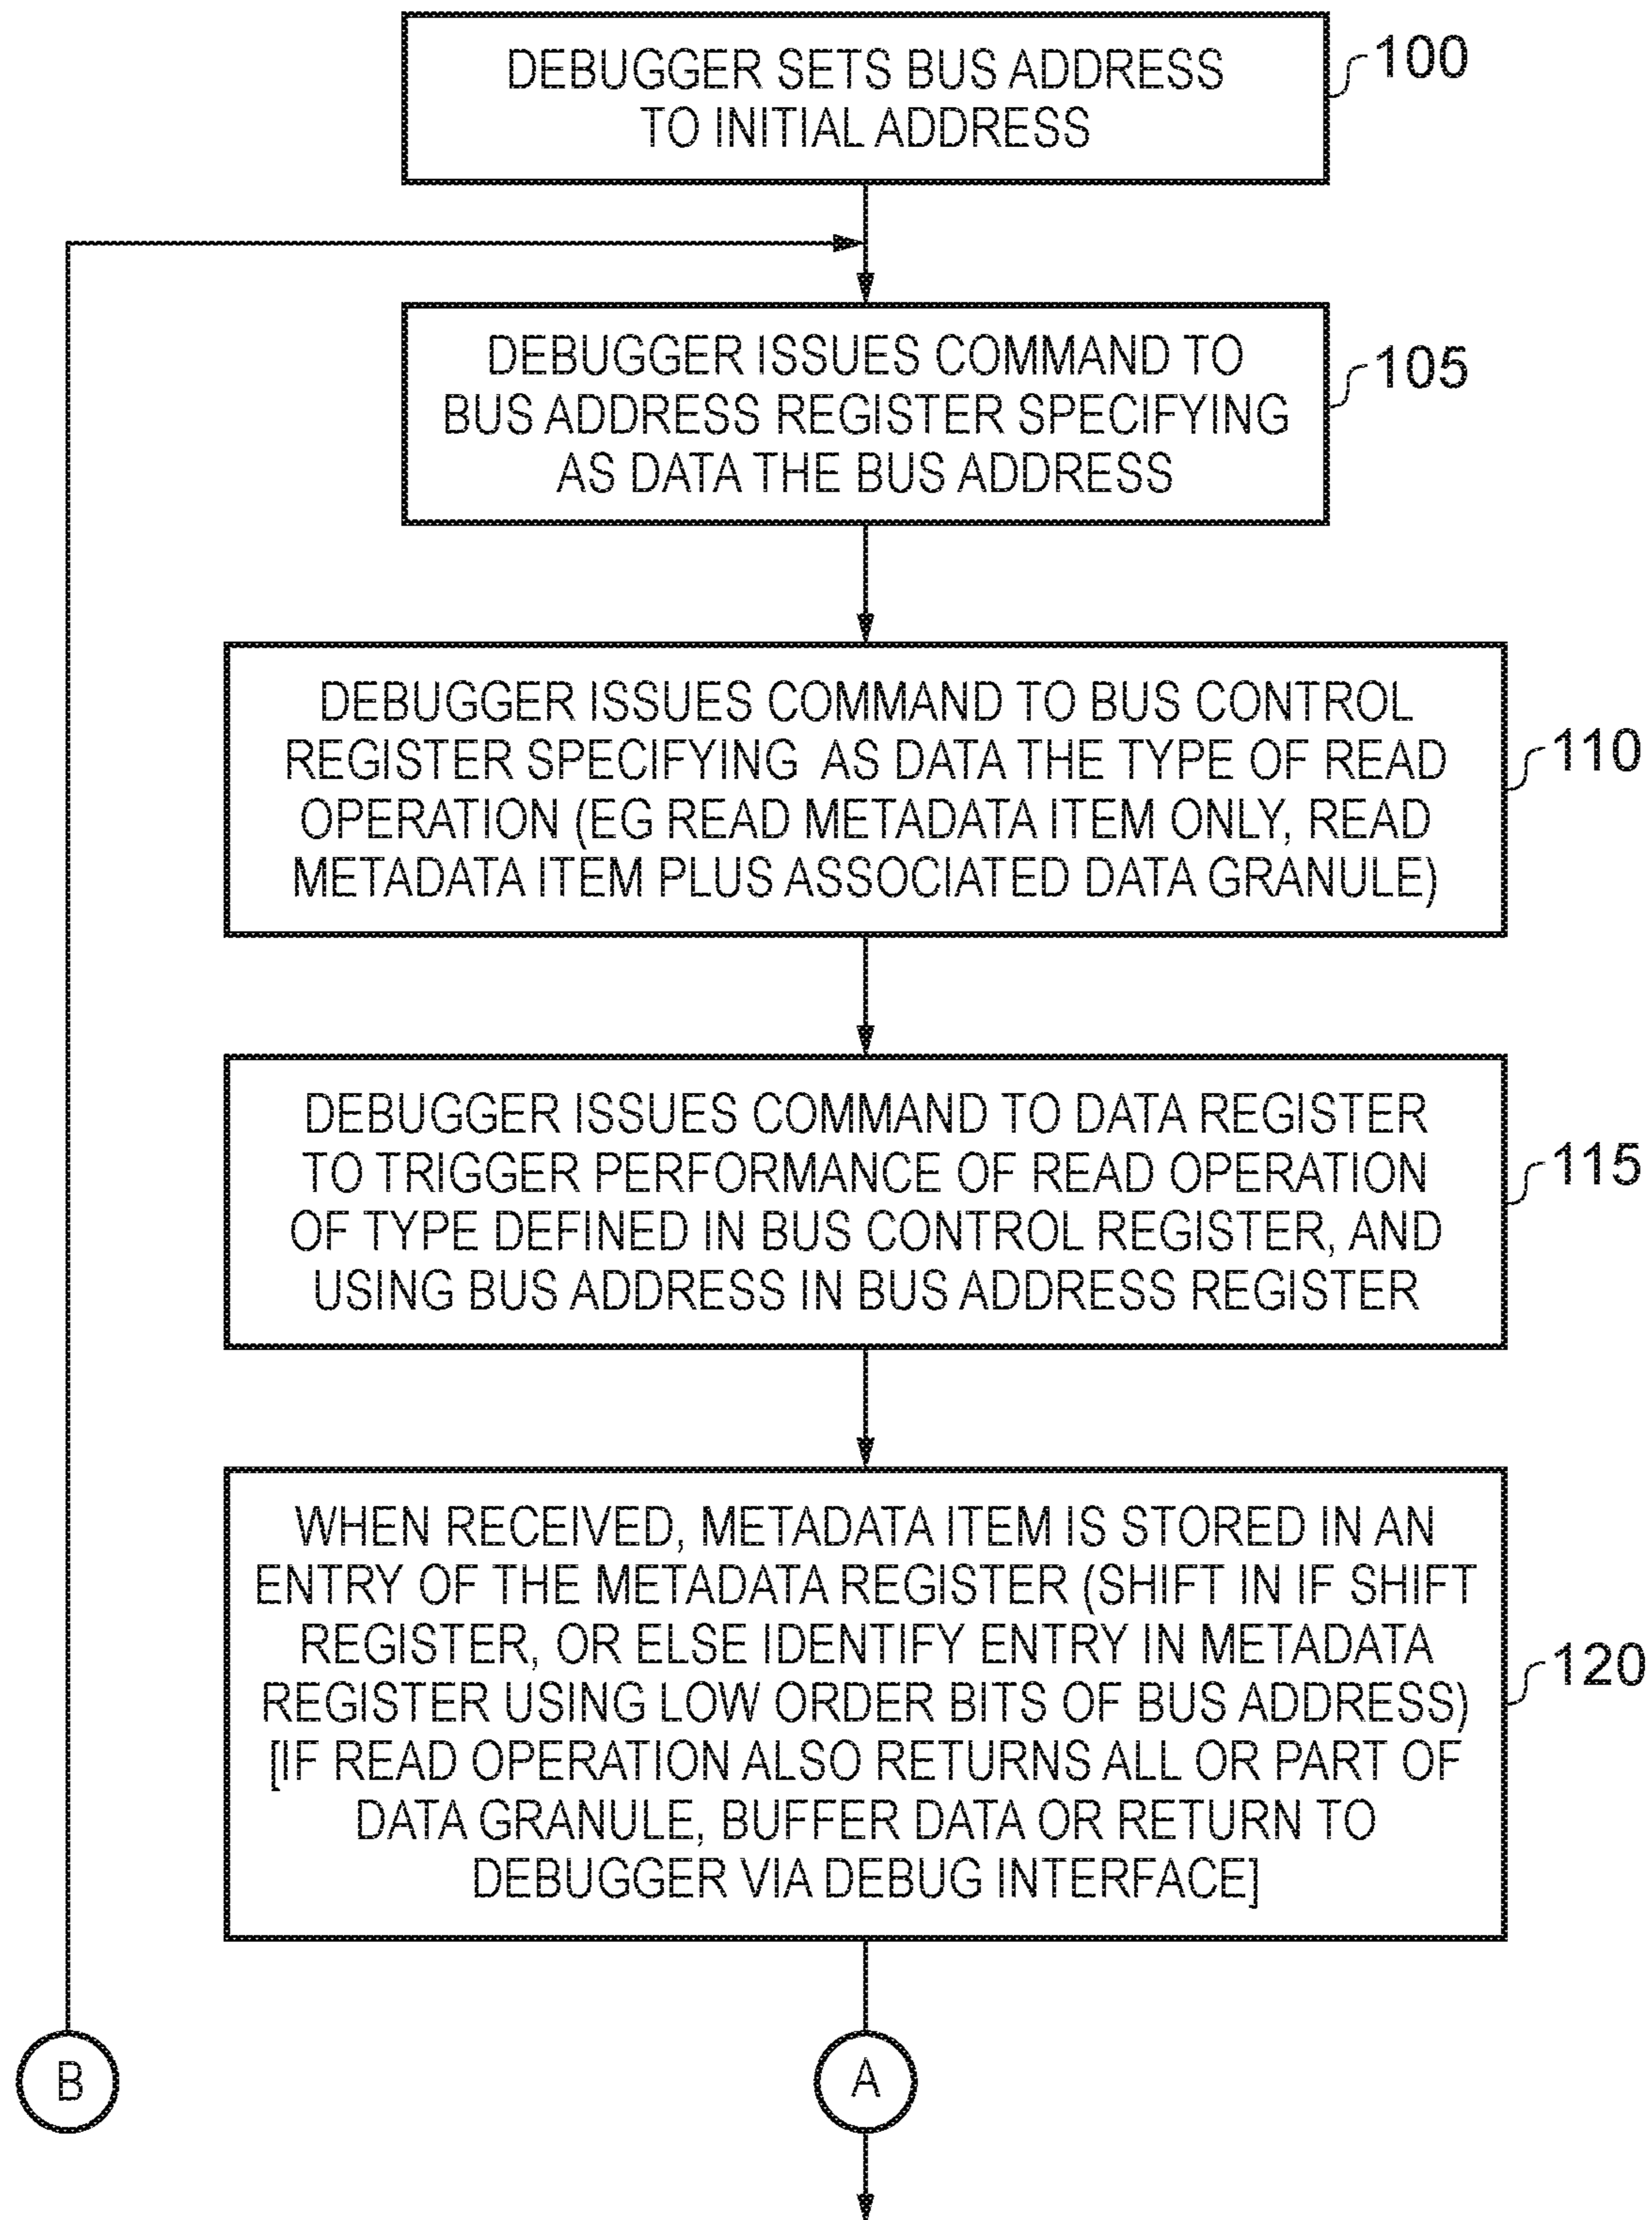 DEBUGGER SETS BUS ADDRESS
TO INITIAL ADDRESS
100
DEBUGGER ISSUES COMMAND TO
BUS ADDRESS REGISTER SPECIFYING
AS DATA THE BUS ADDRESS
105
DEBUGGER ISSUES COMMAND TO BUS CONTROL
REGISTER SPECIFYING AS DATA THE TYPE OF READ
OPERATION (EG READ METADATA ITEM ONLY, READ
METADATA ITEM PLUS ASSOCIATED DATA GRANULE)
110
DEBUGGER ISSUES COMMAND TO DATA REGISTER
TO TRIGGER PERFORMANCE OF READ OPERATION
OF TYPE DEFINED IN BUS CONTROL REGISTER, AND
USING BUS ADDRESS IN BUS ADDRESS REGISTER
115
WHEN RECEIVED, METADATA ITEM IS STORED IN AN
ENTRY OF THE METADATA REGISTER (SHIFT IN IF SHIFT
REGISTER, OR ELSE IDENTIFY ENTRY IN METADATA
REGISTER USING LOW ORDER BITS OF BUS ADDRESS)
[IF READ OPERATION ALSO RETURNS ALL OR PART OF
DATA GRANULE, BUFFER DATA OR RETURN TO
DEBUGGER VIA DEBUG INTERFACE]
120
B
A